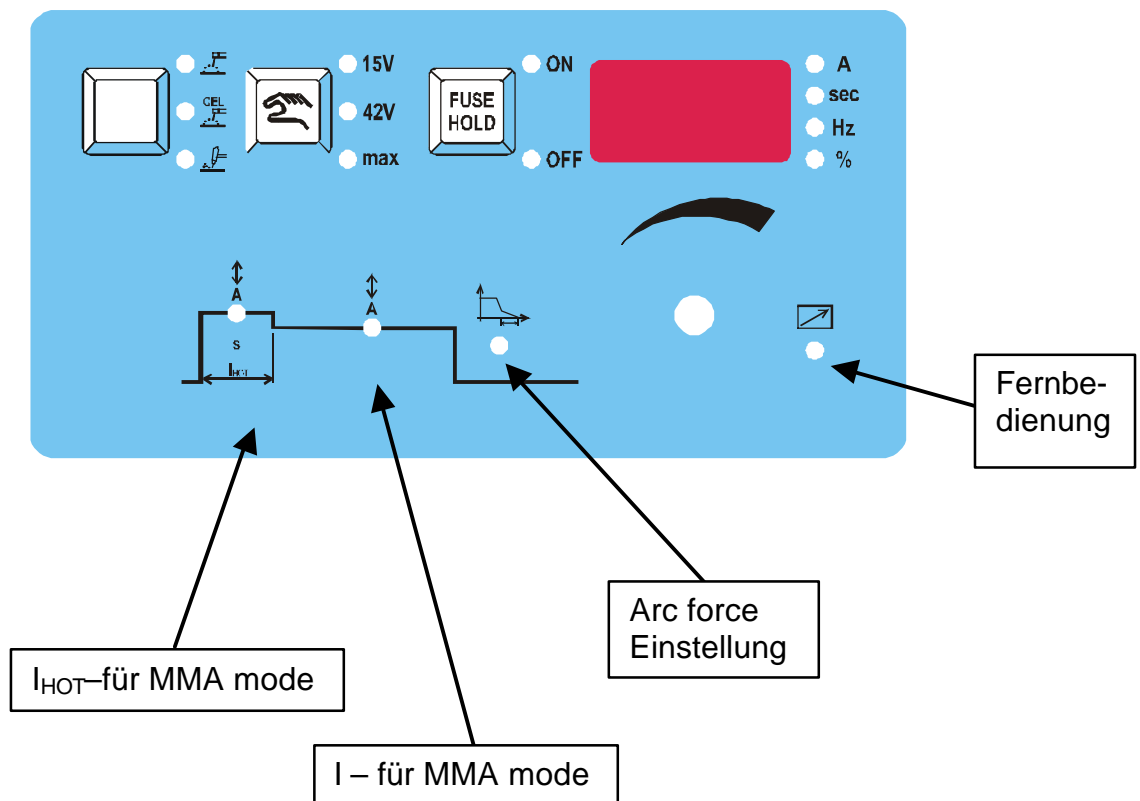 15V
ON
A
CEL
FUSE
HOLD
sec
42V
Hz
max
OFF
%
A
A
s
I_HOT
Fernbe-
dienung
Arc force
Einstellung
I_HOT–für MMA mode
I – für MMA mode